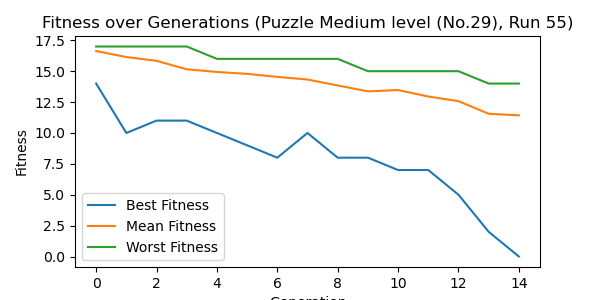 Fitness over Generations (Puzzle Medium level (No.29), Run 55)
17.5
15.0
12.5
10.0
7.5
5.0
2.5
0.0
Fitness
Best Fitness
Mean Fitness
Worst Fitness
0 2 4 6 8 10 12 14
Generation